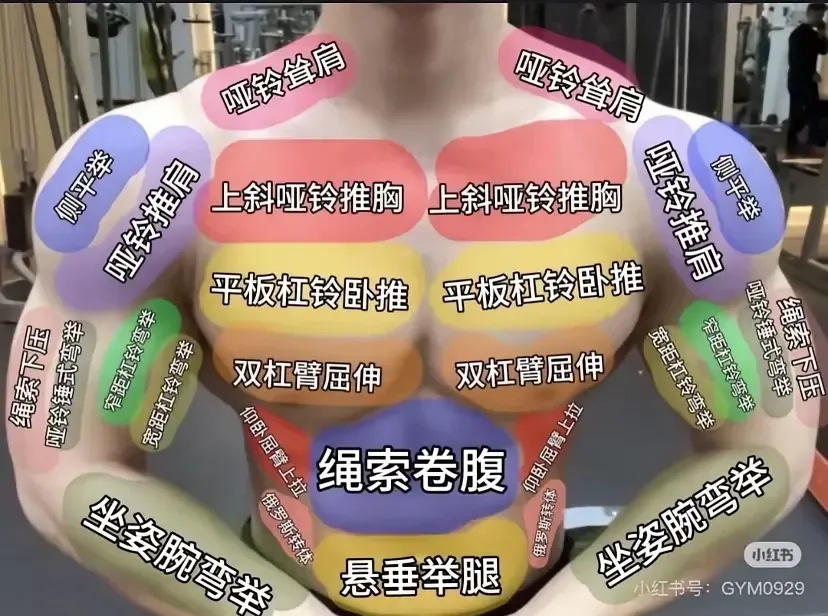 哑铃耸肩
哑铃耸肩
侧平举
哑铃推肩
上斜哑铃推胸
上斜哑铃推胸
哑铃推肩
侧平举
平板杠铃卧推
平板杠铃卧推
绳索下压
哑铃锤式弯举
窄距杠铃弯举
宽距杠铃弯举
双杠臂屈伸
双杠臂屈伸
宽距杠铃弯举
窄距杠铃弯举
哑铃锤式弯举
绳索下压
仰卧屈臂上拉
绳索卷腹
仰卧屈臂上拉
坐姿腕弯举
俄罗斯转体
悬垂举腿
俄罗斯转体
坐姿腕弯举
小红书
小红书号：GYM0929